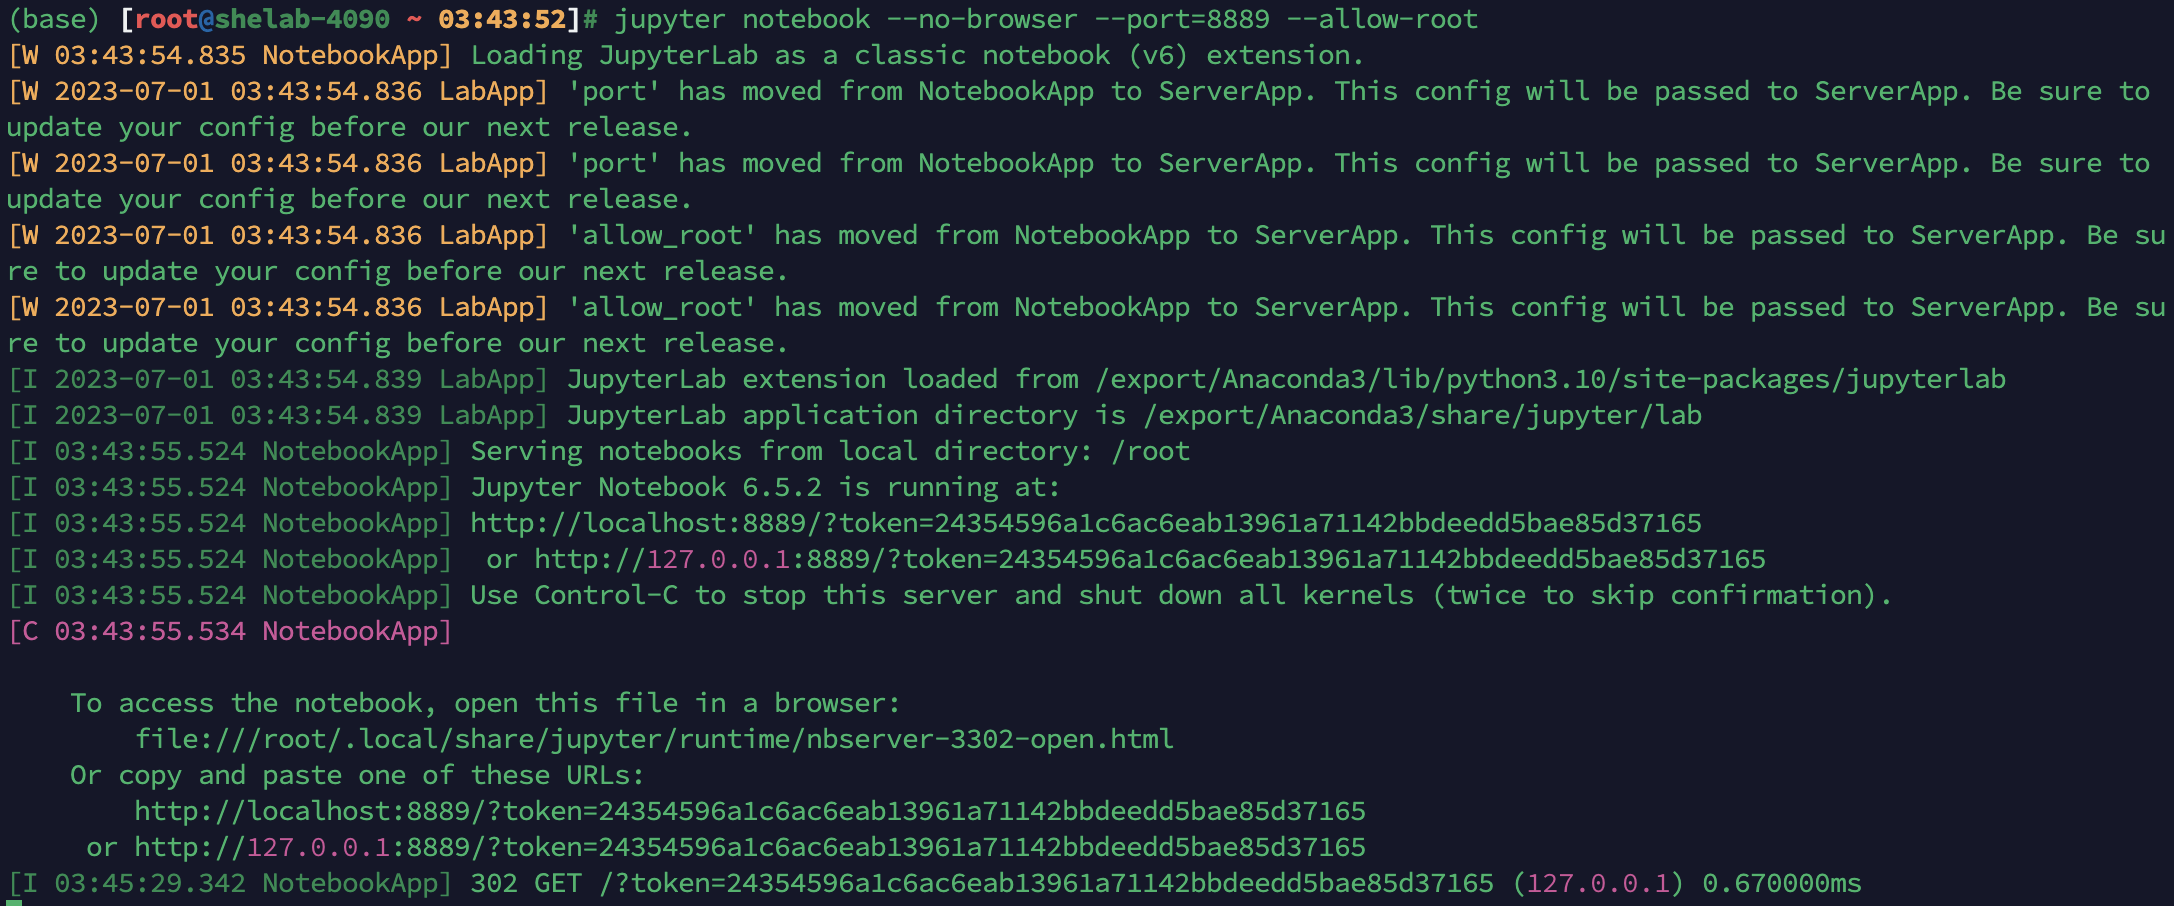 (base) [root@shelab-4090 ~ 03:43:52]# jupyter notebook --no-browser --port=8889 --allow-root
[W 03:43:54.835 NotebookApp] Loading JupyterLab as a classic notebook (v6) extension.
[W 2023-07-01 03:43:54.836 LabApp] 'port' has moved from NotebookApp to ServerApp. This config will be passed to ServerApp. Be sure to
update your config before our next release.
[W 2023-07-01 03:43:54.836 LabApp] 'port' has moved from NotebookApp to ServerApp. This config will be passed to ServerApp. Be sure to
update your config before our next release.
[W 2023-07-01 03:43:54.836 LabApp] 'allow_root' has moved from NotebookApp to ServerApp. This config will be passed to ServerApp. Be su
re to update your config before our next release.
[W 2023-07-01 03:43:54.836 LabApp] 'allow_root' has moved from NotebookApp to ServerApp. This config will be passed to ServerApp. Be su
re to update your config before our next release.
[I 2023-07-01 03:43:54.839 LabApp] JupyterLab extension loaded from /export/Anaconda3/lib/python3.10/site-packages/jupyterlab
[I 2023-07-01 03:43:54.839 LabApp] JupyterLab application directory is /export/Anaconda3/share/jupyter/lab
[I 03:43:55.524 NotebookApp] Serving notebooks from local directory: /root
[I 03:43:55.524 NotebookApp] Jupyter Notebook 6.5.2 is running at:
[I 03:43:55.524 NotebookApp] http://localhost:8889/?token=24354596a1c6ac6eab13961a71142bbdeedd5bae85d37165
[I 03:43:55.524 NotebookApp]  or http://127.0.0.1:8889/?token=24354596a1c6ac6eab13961a71142bbdeedd5bae85d37165
[I 03:43:55.524 NotebookApp] Use Control-C to stop this server and shut down all kernels (twice to skip confirmation).
[C 03:43:55.534 NotebookApp]
To access the notebook, open this file in a browser:
file:///root/.local/share/jupyter/runtime/nbserver-3302-open.html
Or copy and paste one of these URLs:
http://localhost:8889/?token=24354596a1c6ac6eab13961a71142bbdeedd5bae85d37165
or http://127.0.0.1:8889/?token=24354596a1c6ac6eab13961a71142bbdeedd5bae85d37165
[I 03:45:29.342 NotebookApp] 302 GET /?token=24354596a1c6ac6eab13961a71142bbdeedd5bae85d37165 (127.0.0.1) 0.670000ms